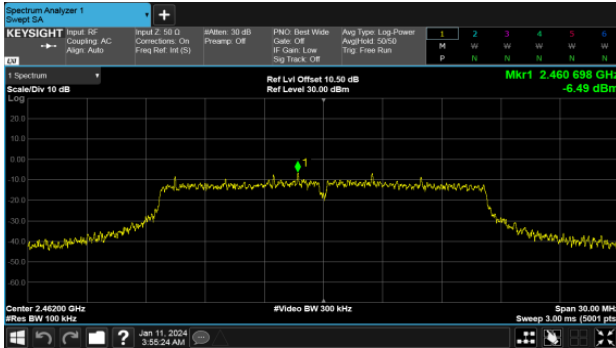 Spectrum Analyzer 1
Swept SA
+
KEYSIGHT Input: RF Input Z: 50 Ω #Atten: 30 dB PNO: Best Wide Avg Type: Log-Power 1 2 3 4 5 6
Coupling: AC Corrections: On Preamp: Off Gate: Off Avg|Hold: 50/50 M W W W W W
Align: Auto Freq Ref: Int (S) IF Gain: Low Trig: Free Run
Sig Track: Off P N N N N N
LXI
1 Spectrum Ref Lvl Offset 10.50 dB Mkr1 2.460 698 GHz
Scale/Div 10 dB Ref Level 30.00 dBm -6.49 dBm
Log
20.0
10.0
0.00
1
-10.0
-20.0
-30.0
-40.0
-50.0
-60.0
Center 2.46200 GHz #Video BW 300 kHz Span 30.00 MHz
#Res BW 100 kHz Sweep 3.00 ms (5001 pts)
? Jan 11, 2024
3:55:24 AM